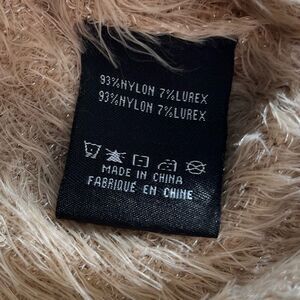 93%NYLON 7%LUREX
93%NYLON 7%LUREX
MADE IN CHINA
FABRIQUÉ EN CHINE